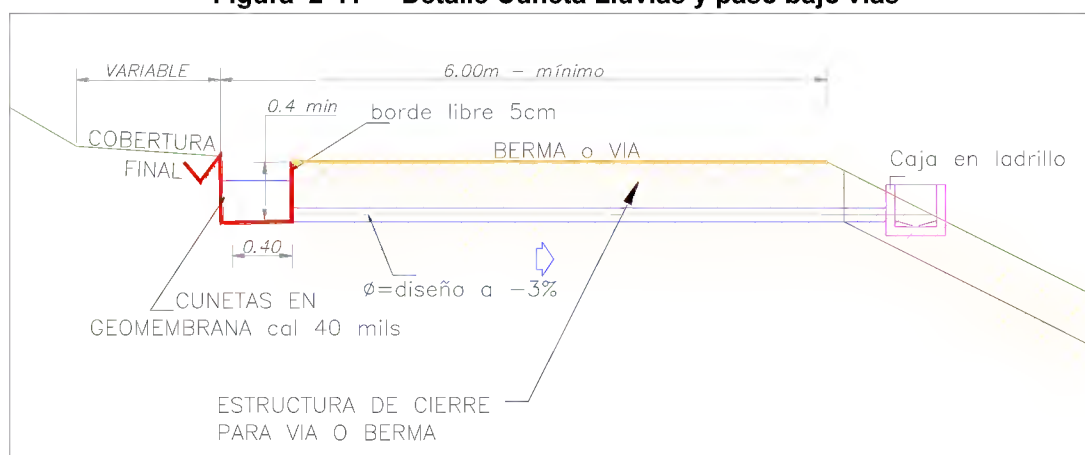 VARIABLE
6.00m - mínimo
0.4 min
borde libre 5cm
COBERTURA
FINAL
BERMA o VIA
Caja en ladrillo
0.40
ø=diseño a -3%
CUNETAS EN
GEOMEMBRANA cal 40 mils
ESTRUCTURA DE CIERRE
PARA VIA O BERMA